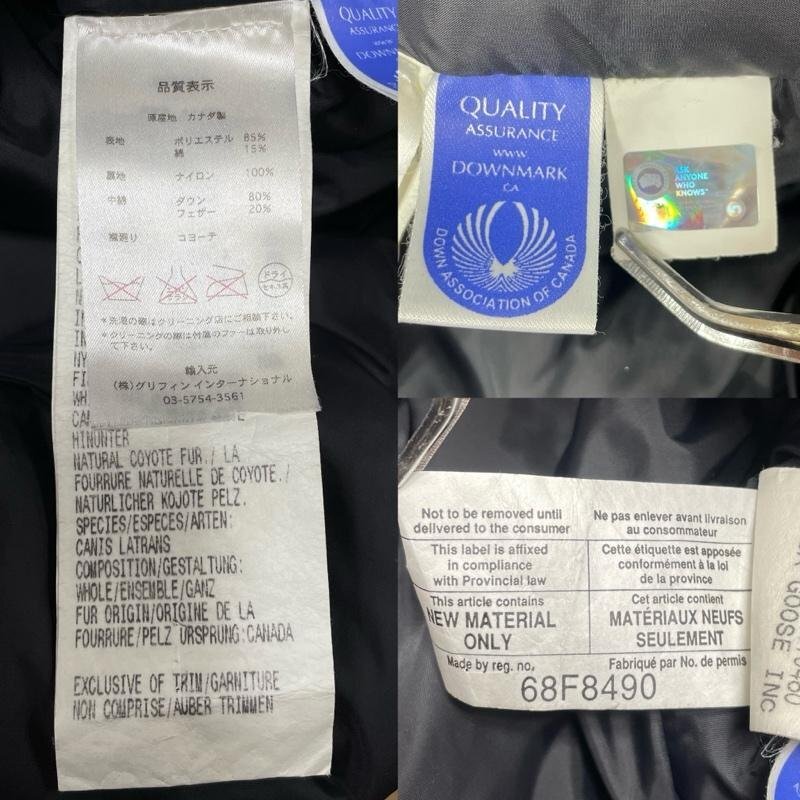 品質表示
原産地 カナダ製
表地 ポリエステル 85%
綿 15%
裏地 ナイロン 100%
中綿 ダウン 80%
フェザー 20%
襟廻り コヨーテ
ドライ
セキユ系
*洗濯の際はクリーニング店にご相談下さい。
*クリーニングの際は付属のファーは取り外し
て下さい。
輸入元
(株)グリフィン インターナショナル
03-5754-3561
HINUNTER
NATURAL COYOTE FUR./ LA
FOURRURE NATURELLE DE COYOTE./
NATURLICHER KOJOTE PELZ.
SPECIES/ESPECES/ARTEN:
CANIS LATRANS
COMPOSITION/GESTALTUNG:
WHOLE/ENSEMBLE/GANZ
FUR ORIGIN/ORIGINE DE LA
FOURRURE/PELZ URSPRUNG:CANADA
EXCLUSIVE OF TRIM/GARNITURE
NON COMPRISE/AUBER TRIMMEN
QUALITY
ASSURANCE
www
DOWN
QUALITY
ASSURANCE
www
DOWNMARK
.CA
DOWN ASSOCIATION OF CANADA
ASK
ANYONE
WHO
KNOWS
Not to be removed until
delivered to the consumer
Ne pas enlever avant livraison
au consommateur
This label is affixed
in compliance
with Provincial law
Cette étiquette est apposée
conformément à la loi
de la province
This article contains
NEW MATERIAL
ONLY
Cet article contient
MATÉRIAUX NEUFS
SEULEMENT
Made by reg. no.
Fabriqué par No. de permis
68F8490
GOOSE INC